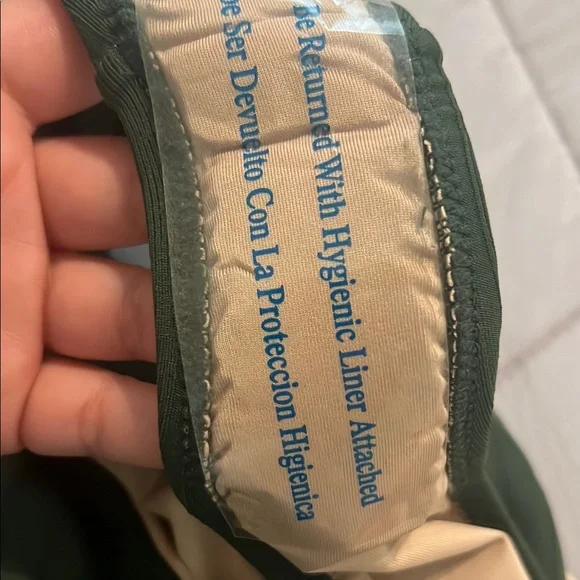 Be Returned With Hygienic Liner Attached
Ser Devuelto Con La Proteccion Higienica